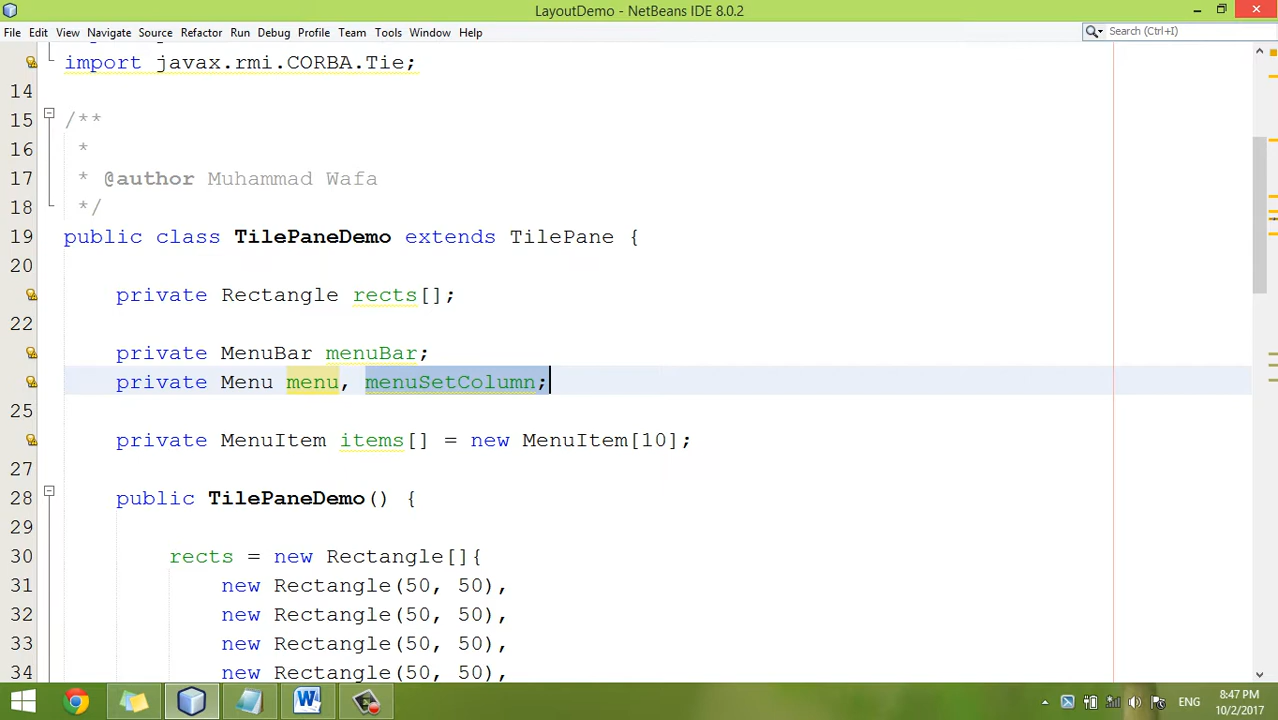 LayoutDemo - NetBeans IDE 8.0.2
File Edit View Navigate Source Refactor Run Debug Profile Team Tools Window Help
Search (Ctrl+I)
import javax.rmi.CORBA.Tie;
14
15 /**
16 *
17 * @author Muhammad Wafa
18 */
19 public class TilePaneDemo extends TilePane {
20
private Rectangle rects[];
22
private MenuBar menuBar;
private Menu menu, menuSetColumn;
25
private MenuItem items[] = new MenuItem[10];
27
28 public TilePaneDemo() {
29
30 rects = new Rectangle[]{
31 new Rectangle(50, 50),
32 new Rectangle(50, 50),
33 new Rectangle(50, 50),
34 new Rectangle(50, 50),
ENG
8:47 PM
10/2/2017